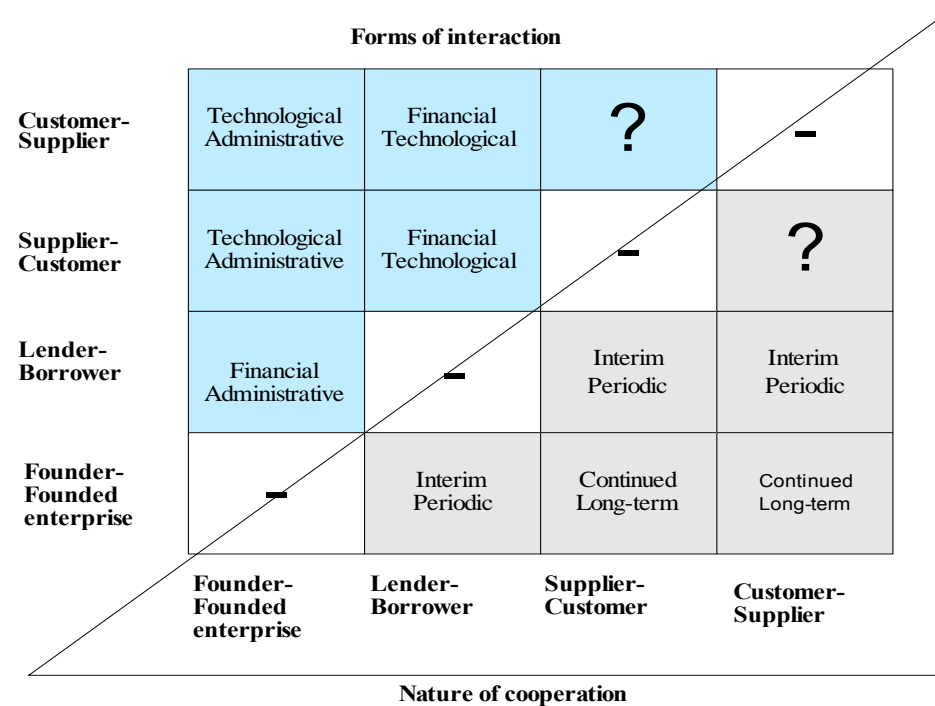 Forms of interaction
Customer-
Supplier
Technological
Administrative
Financial
Technological
?
-
Supplier-
Customer
Technological
Administrative
Financial
Technological
-
?
Lender-
Borrower
Financial
Administrative
-
Interim
Periodic
Interim
Periodic
Founder-
Founded
enterprise
-
Interim
Periodic
Continued
Long-term
Continued
Long-term
Founder-
Founded
enterprise
Lender-
Borrower
Supplier-
Customer
Customer-
Supplier
Nature of cooperation